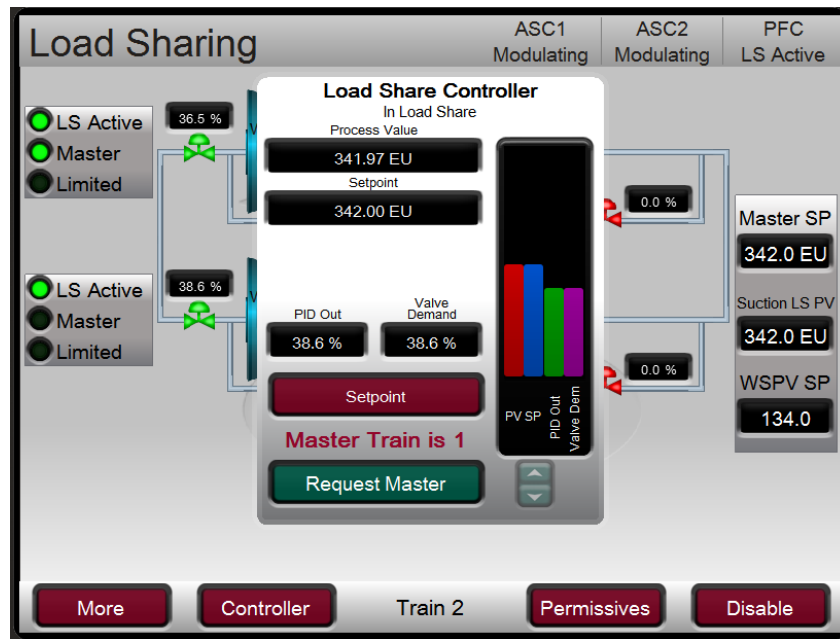 Load Sharing
ASC1
Modulating
ASC2
Modulating
PFC
LS Active
LS Active
Master
Limited
36.5 %
LS Active
Master
Limited
38.6 %
Load Share Controller
In Load Share
Process Value
341.97 EU
Setpoint
342.00 EU
PID Out
38.6 %
Valve
Demand
38.6 %
Setpoint
Master Train is 1
Request Master
PV SP
PID Out
Valve Dem
0.0 %
0.0 %
Master SP
342.0 EU
Suction LS PV
342.0 EU
WSPV SP
134.0
More
Controller
Train 2
Permissives
Disable